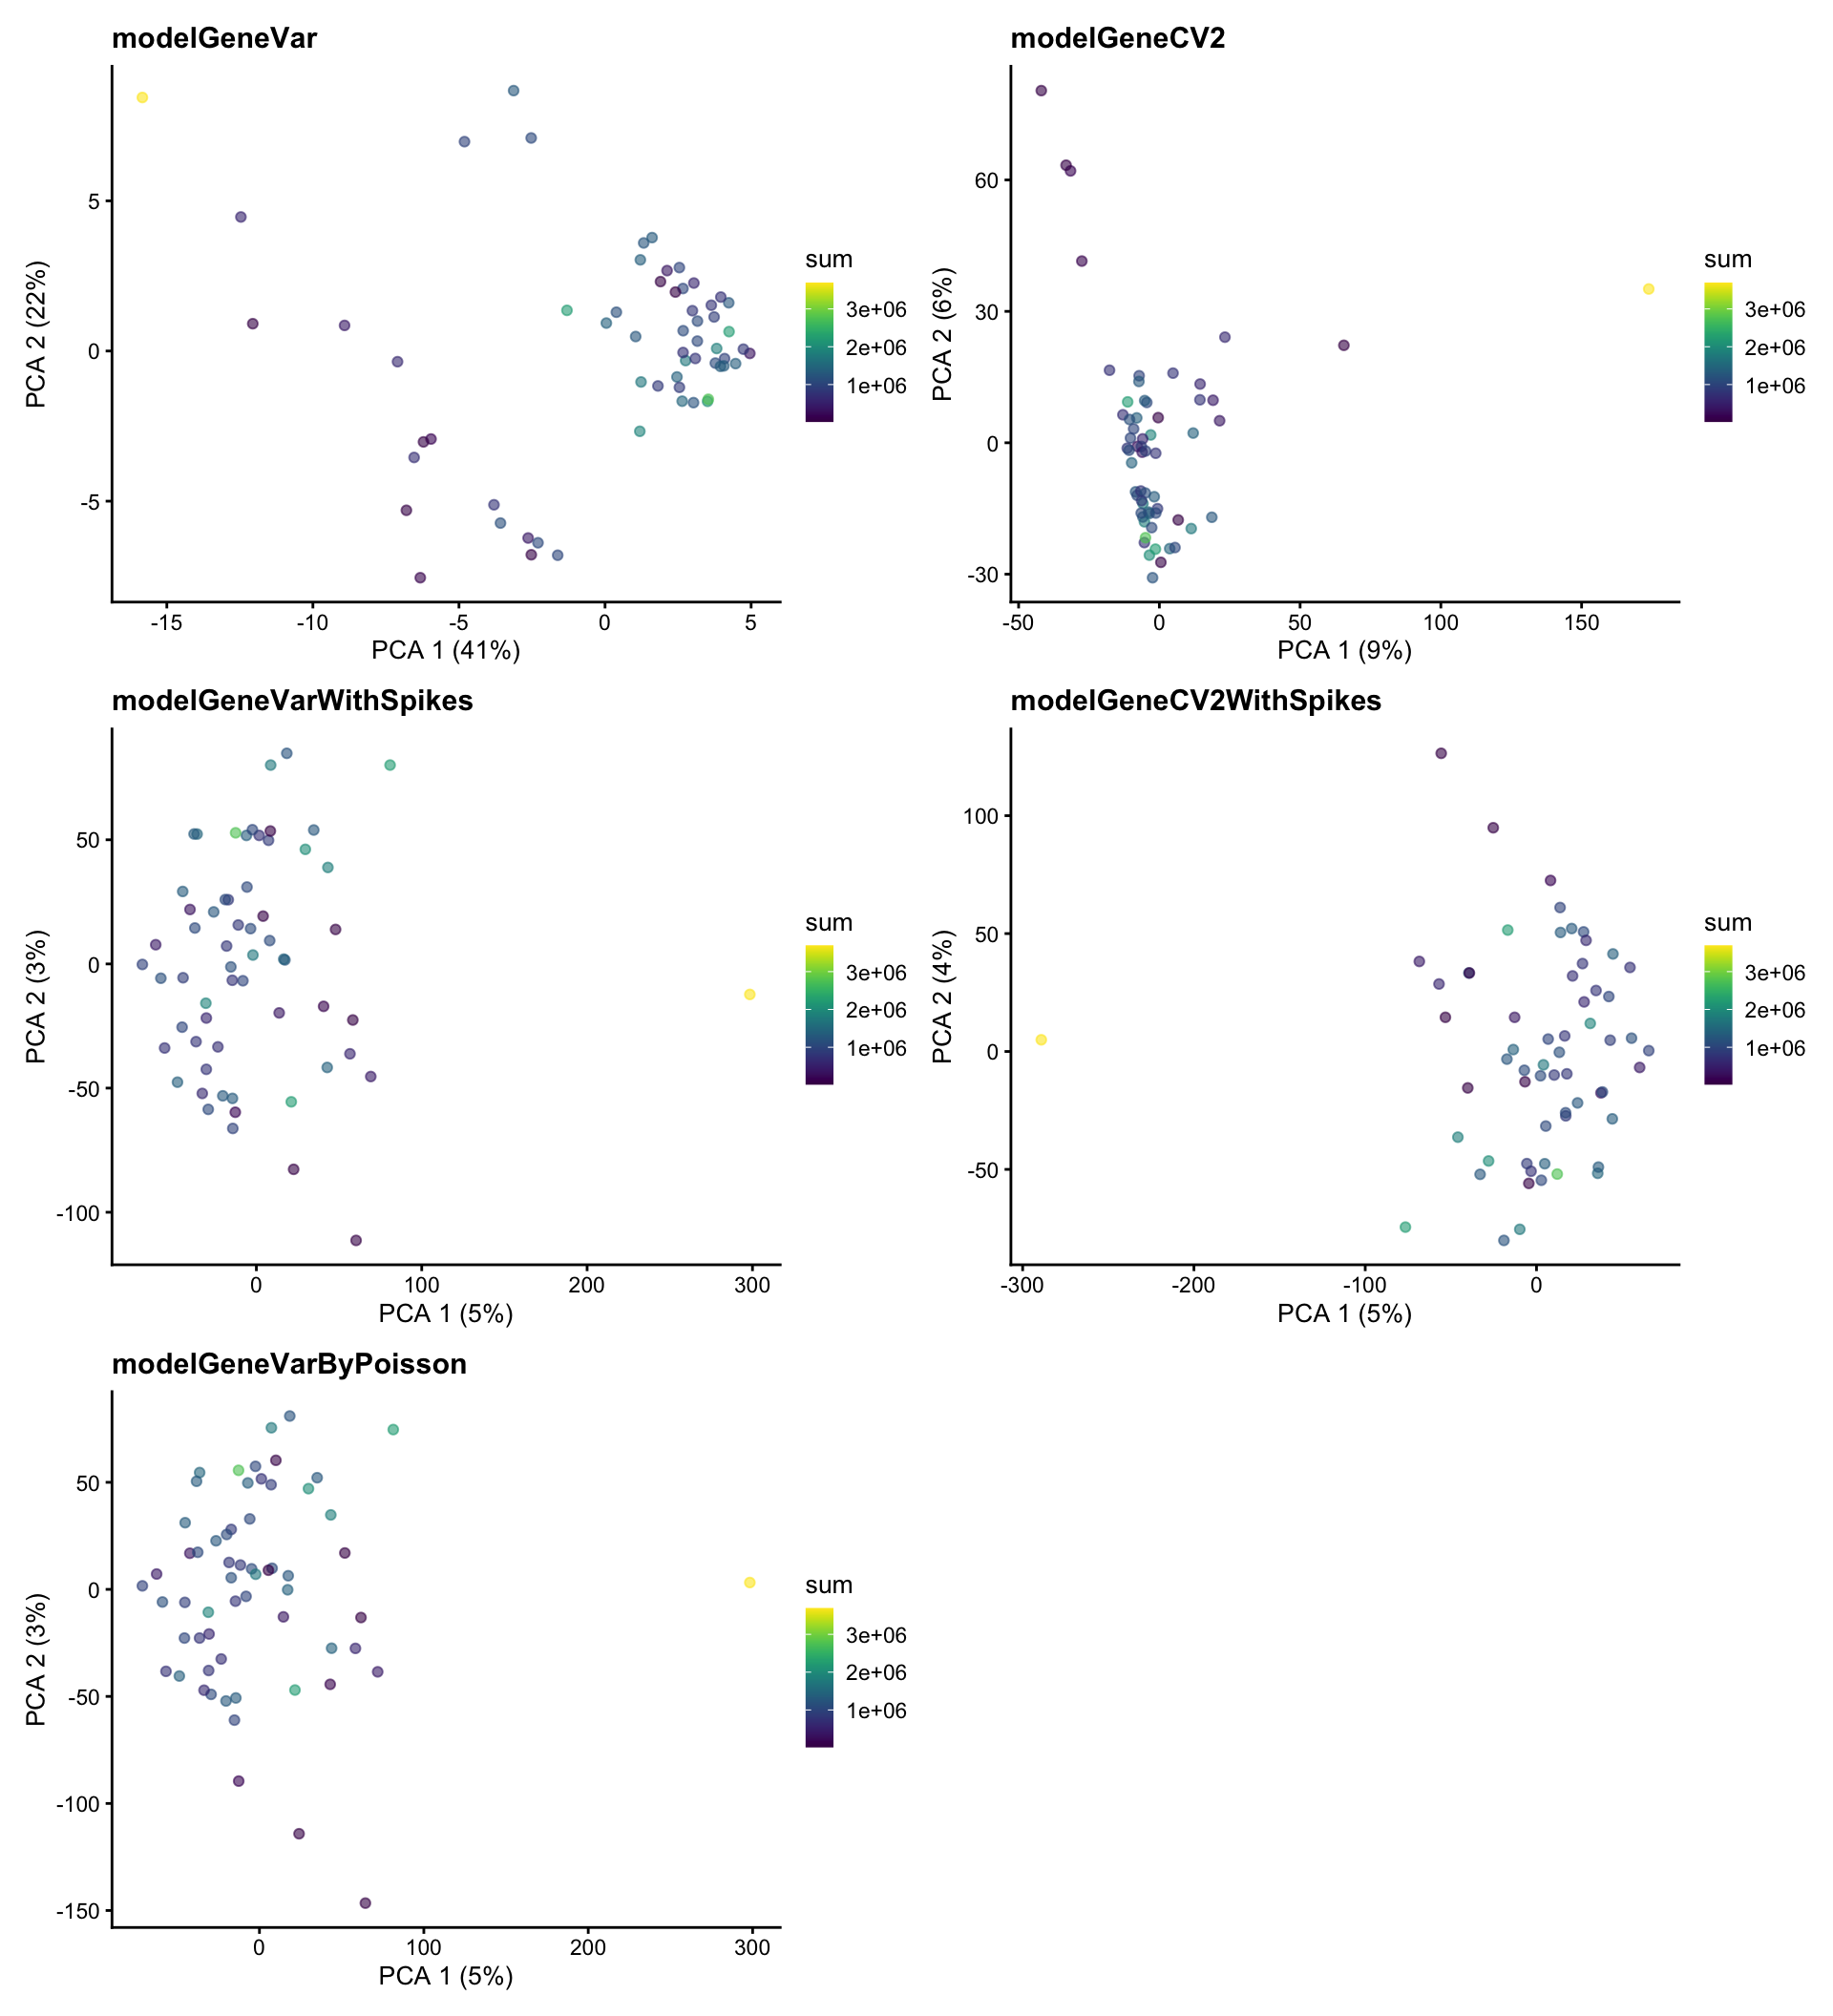 modelGeneVar
5
0
-5
-15
-10
-5
0
5
PCA 1 (41%)
PCA 2 (22%)
sum
3e+06
2e+06
1e+06
modelGeneCV2
60
30
0
-30
-50
0
50
100
150
PCA 1 (9%)
PCA 2 (6%)
sum
3e+06
2e+06
1e+06
modelGeneVarWithSpikes
50
0
-50
-100
0
100
200
300
PCA 1 (5%)
PCA 2 (3%)
sum
3e+06
2e+06
1e+06
modelGeneCV2WithSpikes
100
50
0
-50
-300
-200
-100
0
PCA 1 (5%)
PCA 2 (4%)
sum
3e+06
2e+06
1e+06
modelGeneVarByPoisson
50
0
-50
-100
-150
0
100
200
300
PCA 1 (5%)
PCA 2 (3%)
sum
3e+06
2e+06
1e+06